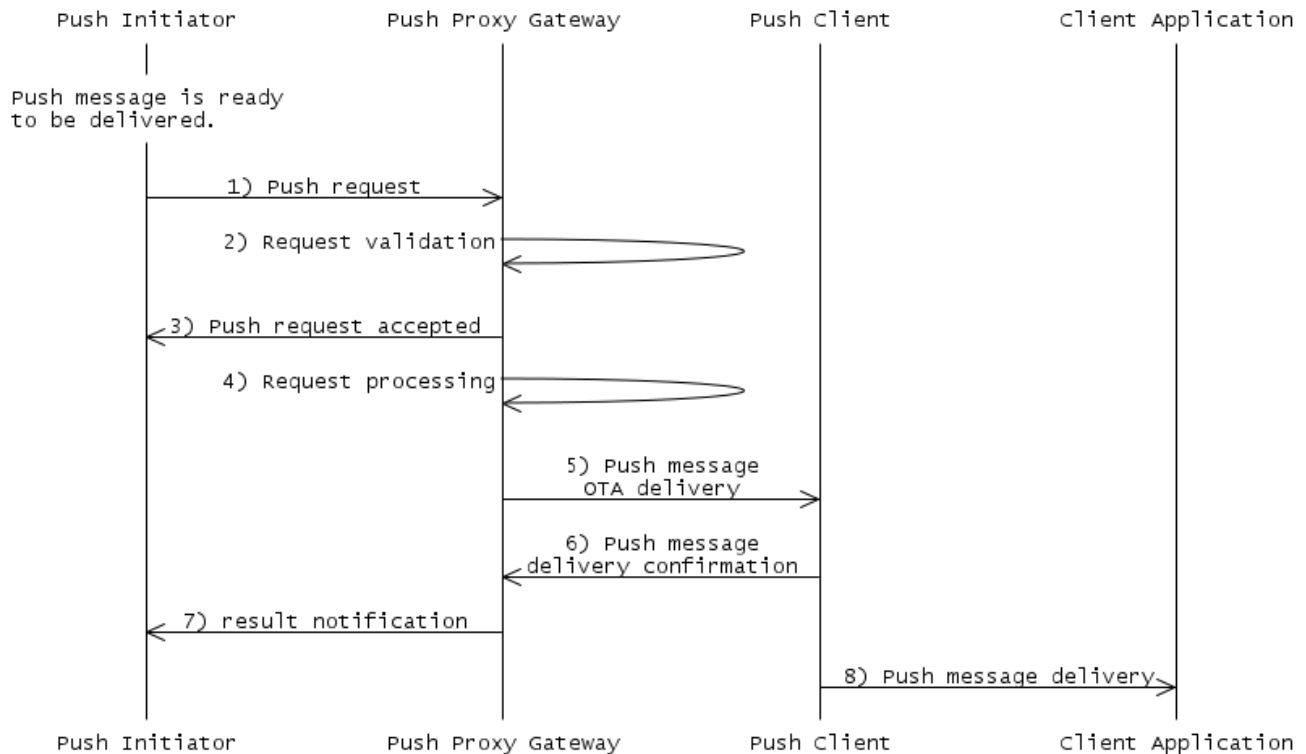 Push Initiator Push Proxy Gateway Push Client Client Application
Push message is ready
to be delivered.
1) Push request
2) Request validation
3) Push request accepted
4) Request processing
5) Push message
OTA delivery
6) Push message
delivery confirmation
7) result notification
8) Push message delivery
Push Initiator Push Proxy Gateway Push Client Client Application